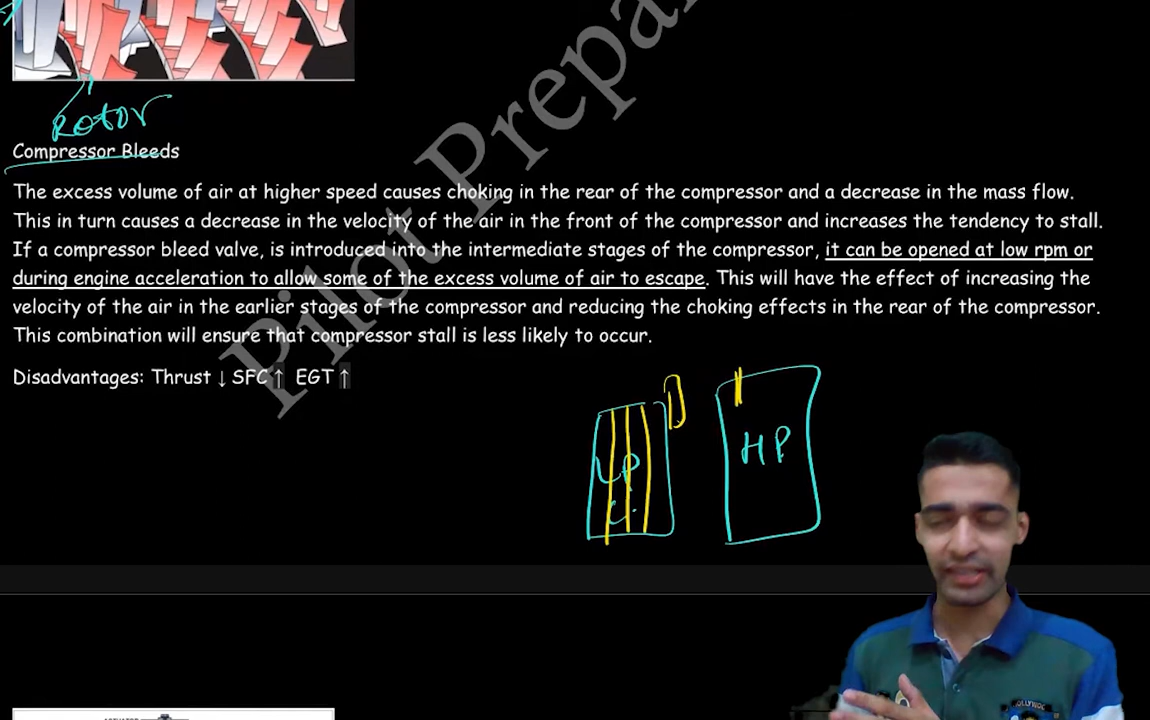 Rotor
Compressor Bleeds
The excess volume of air at higher speed causes choking in the rear of the compressor and a decrease in the mass flow.
This in turn causes a decrease in the velocity of the air in the front of the compressor and increases the tendency to stall.
If a compressor bleed valve, is introduced into the intermediate stages of the compressor, it can be opened at low rpm or
during engine acceleration to allow some of the excess volume of air to escape. This will have the effect of increasing the
velocity of the air in the earlier stages of the compressor and reducing the choking effects in the rear of the compressor.
This combination will ensure that compressor stall is less likely to occur.
Disadvantages: Thrust ↓ SFC↑ EGT↑
LP
HP
Pilot Prepar